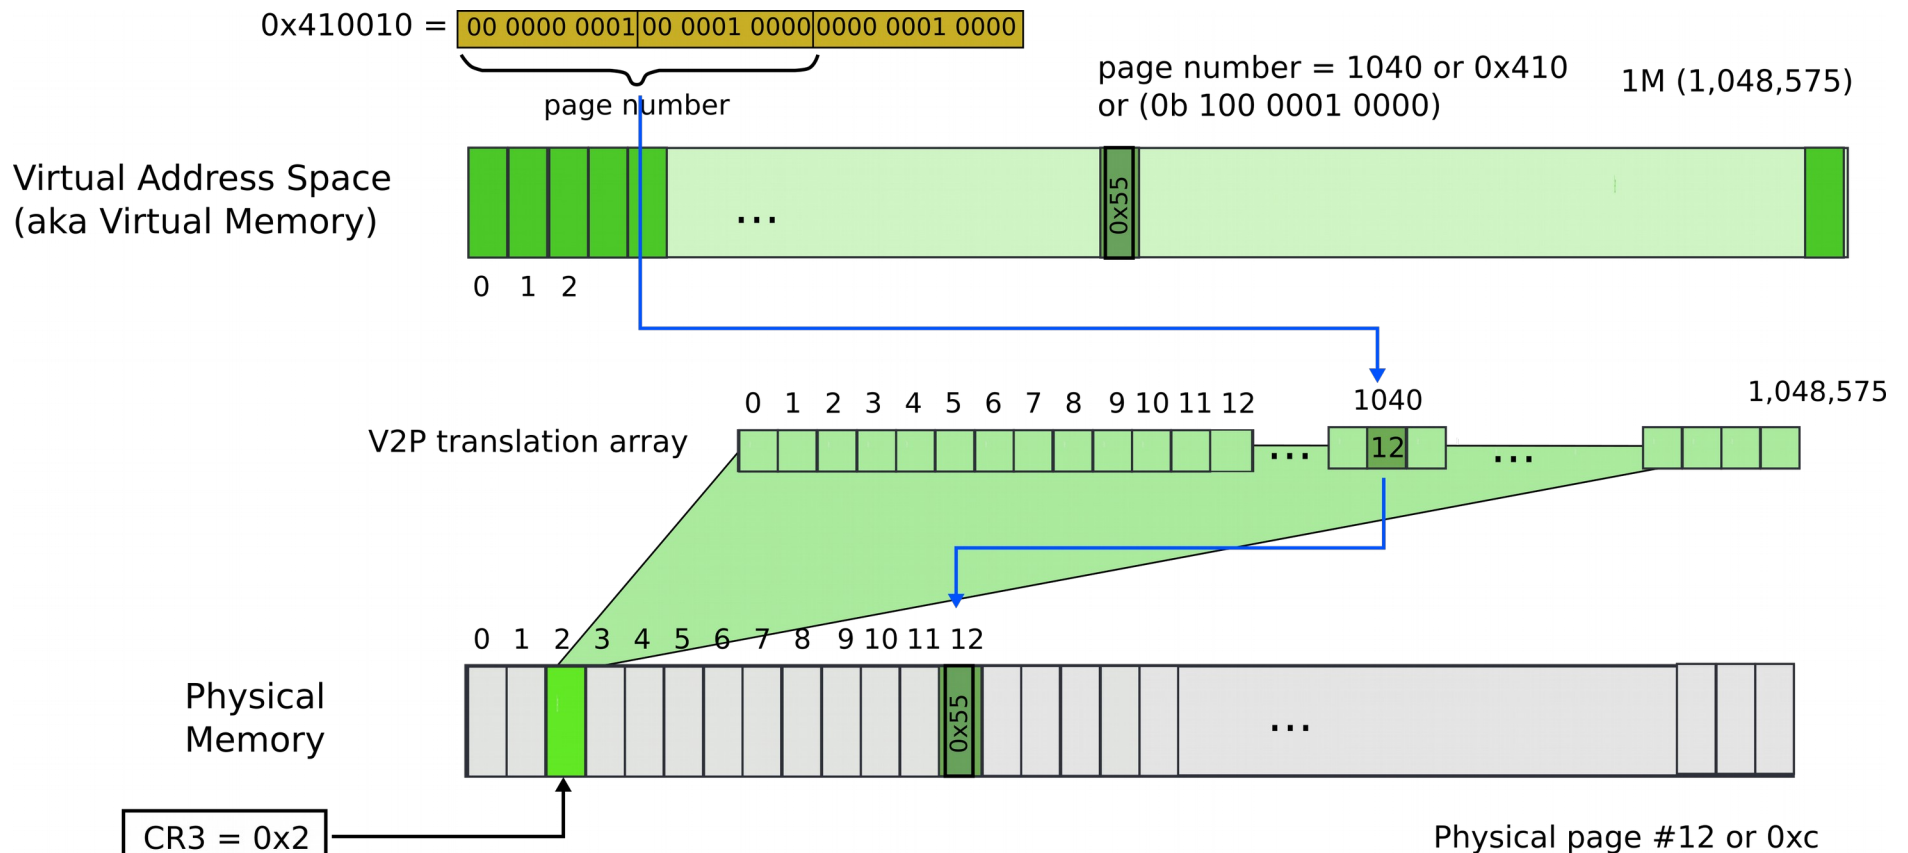 0x410010 = 00 0000 0001 00 0001 0000 0000 0001 0000
page number
page number = 1040 or 0x410
or (0b 100 0001 0000)
1M (1,048,575)
Virtual Address Space
(aka Virtual Memory)
...
0x55
0 1 2
0 1 2 3 4 5 6 7 8 9 10 11 12
1040
1,048,575
V2P translation array
...
12
...
0 1 2 3 4 5 6 7 8 9 10 11 12
Physical
Memory
0x55
...
CR3 = 0x2
Physical page #12 or 0xc